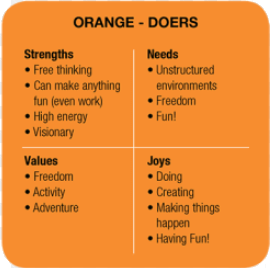 ORANGE - DOERS
Strengths
• Free thinking
• Can make anything
fun (even work)
• High energy
• Visionary
Needs
• Unstructured
environments
• Freedom
• Fun!
Values
• Freedom
• Activity
• Adventure
Joys
• Doing
• Creating
• Making things
happen
• Having Fun!